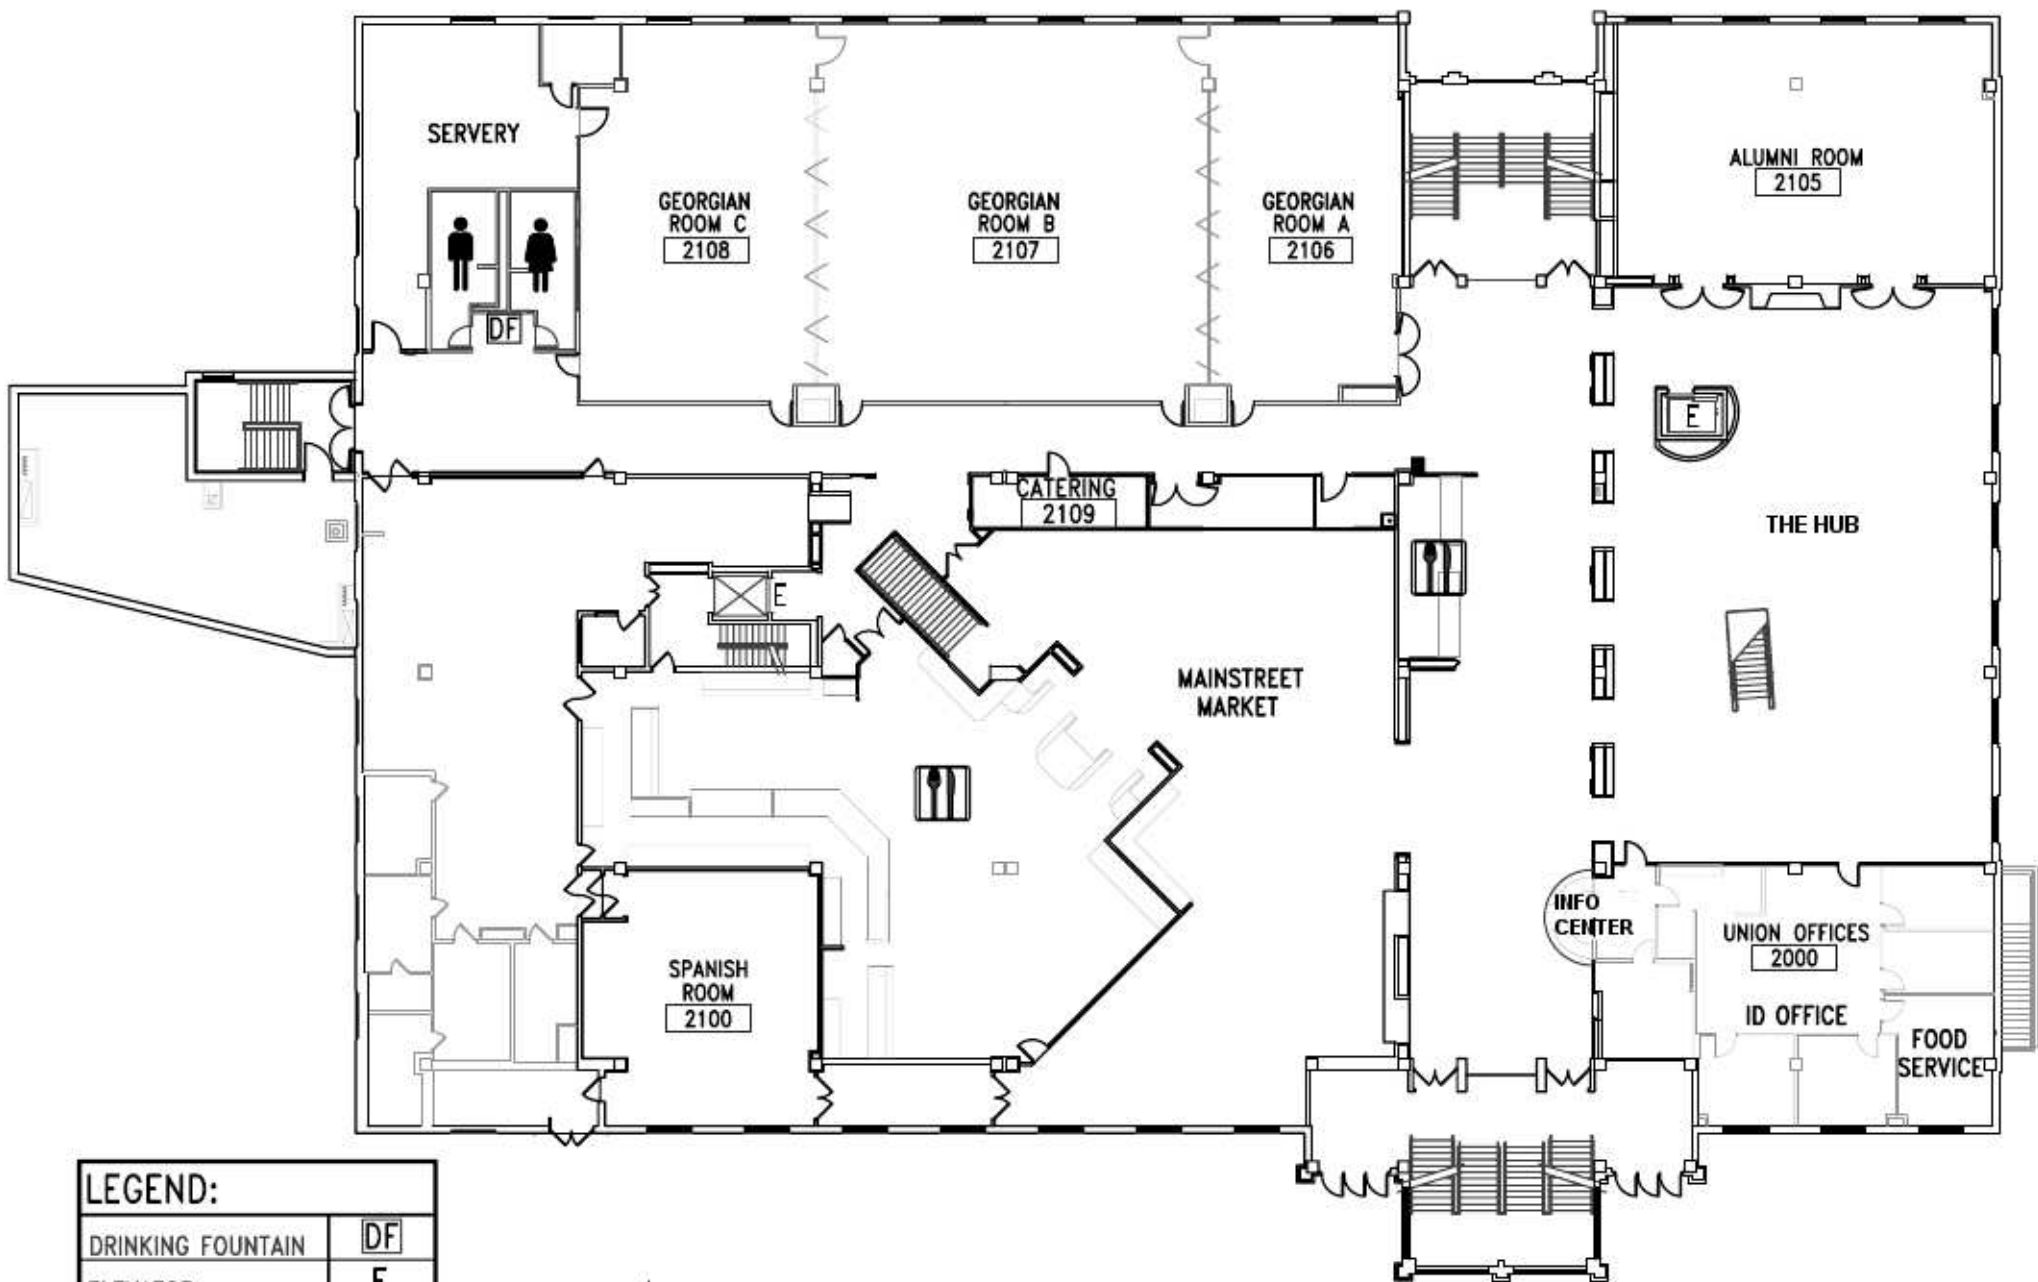 SERVERY
GEORGIAN
ROOM C
2108
GEORGIAN
ROOM B
2107
GEORGIAN
ROOM A
2106
ALUMNI ROOM
2105
DF
E
CATERING
2109
THE HUB
E
MAINSTREET
MARKET
INFO
CENTER
UNION OFFICES
2000
SPANISH
ROOM
2100
ID OFFICE
FOOD
SERVICE
LEGEND:
DRINKING FOUNTAIN
DF
E